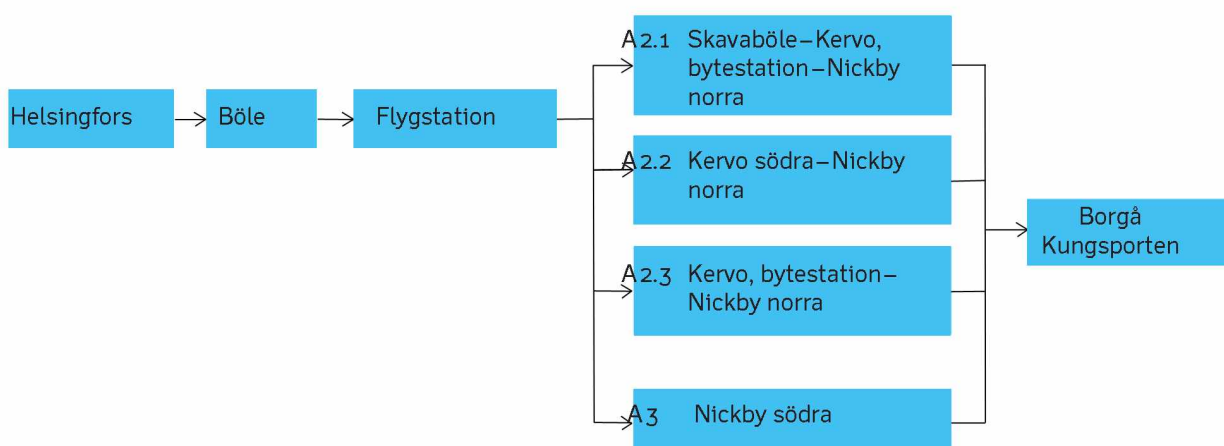 Helsingfors
Böle
Flygstation
A2.1 Skavaböle–Kervo,
bytestation–Nickby
norra
A2.2 Kervo södra–Nickby
norra
A2.3 Kervo, bytestation–
Nickby norra
A3 Nickby södra
Borgå
Kungsporten